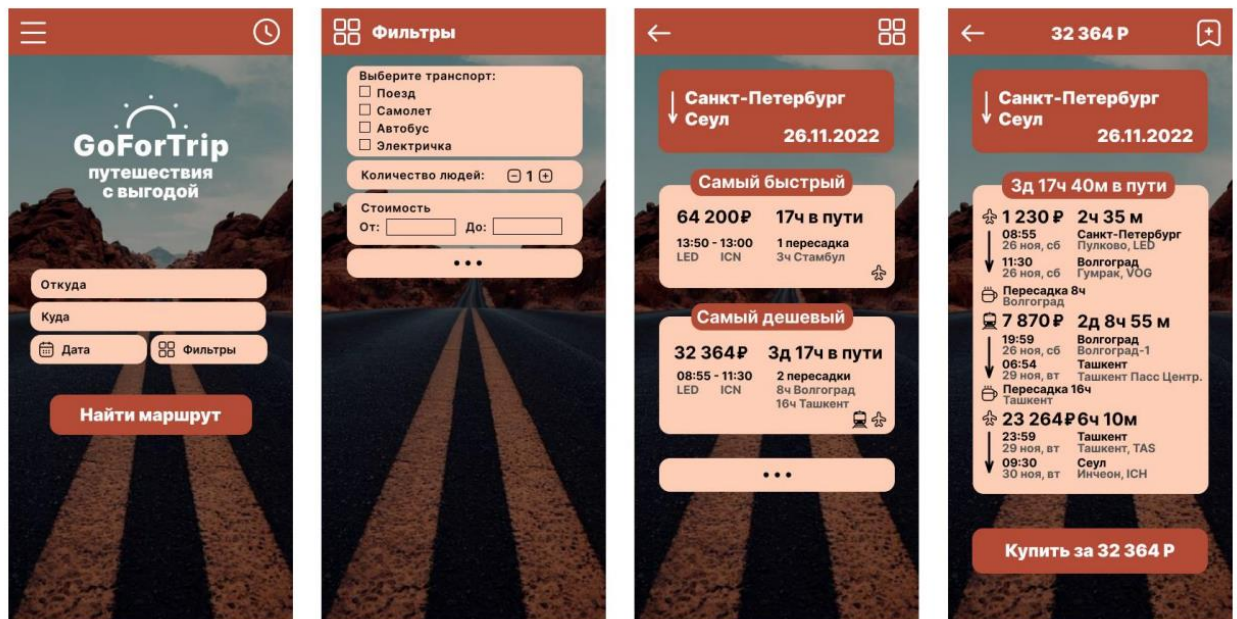 GoForTrip
путешествия
с выгодой
Откуда
Куда
Дата
Фильтры
Найти маршрут
Фильтры
Выберите транспорт:
Поезд
Самолет
Автобус
Электричка
Количество людей: 1
Стоимость
От: До:
Санкт-Петербург
Сеул
26.11.2022
Самый быстрый
64 200₽ 17ч в пути
13:50 - 13:00 1 пересадка
LED ICN 3ч Стамбул
Самый дешевый
32 364₽ 3д 17ч в пути
08:55 - 11:30 2 пересадки
LED ICN 8ч Волгоград
16ч Ташкент
32 364 Р
Санкт-Петербург
Сеул
26.11.2022
3д 17ч 40м в пути
1 230 ₽ 2ч 35 м
08:55 Санкт-Петербург
26 ноя, сб Пулково, LED
11:30 Волгоград
26 ноя, сб Гумрак, VOG
Пересадка 8ч
Волгоград
7 870₽ 2д 8ч 55 м
19:59 Волгоград
26 ноя, сб Волгоград-1
06:54 Ташкент
29 ноя, вт Ташкент Пасс Центр.
Пересадка 16ч
Ташкент
23 264₽ 6ч 10м
23:59 Ташкент
29 ноя, вт Ташкент, TAS
09:30 Сеул
30 ноя, вт Инчеон, ICH
Купить за 32 364 Р